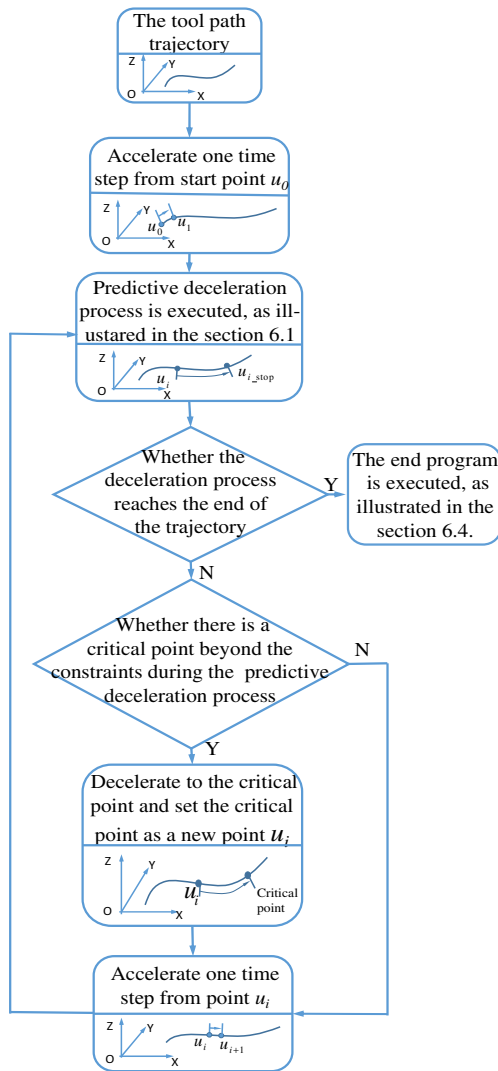 The tool path
trajectory
Z
Y
O
X
Accelerate one time
step from start point u0
Z
Y
u0
u1
O
X
Predictive deceleration
process is executed, as ill-
ustared in the section 6.1
Z
Y
ui
ui_stop
O
X
Whether the
deceleration process
reaches the end of
the trajectory
Y
The end program
is executed, as
illustrated in the
section 6.4.
N
Whether there is a
critical point beyond the
constraints during the predictive
deceleration process
N
Y
Decelerate to the critical
point and set the critical
point as a new point ui
Z
Y
ui
Critical
point
O
X
Accelerate one time
step from point ui
Z
Y
ui
ui+1
O
X